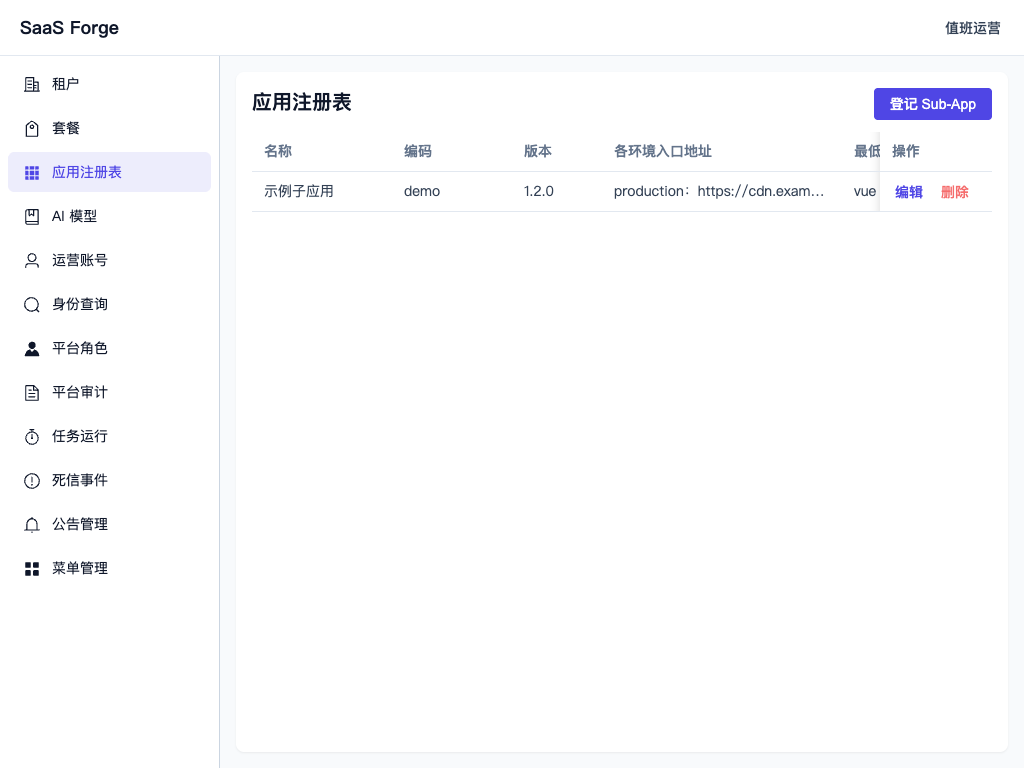 SaaS Forge
值班运营
租户
套餐
应用注册表
AI 模型
运营账号
身份查询
平台角色
平台审计
任务运行
死信事件
公告管理
菜单管理
应用注册表
登记 Sub-App
名称 编码 版本 各环境入口地址 最低 操作
示例子应用 demo 1.2.0 production：https://cdn.exam... vue 编辑 删除